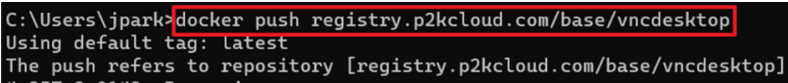 C:\Users\jpark>docker push registry.p2kcloud.com/base/vncdesktop
Using default tag: latest
The push refers to repository [registry.p2kcloud.com/base/vncdesktop]